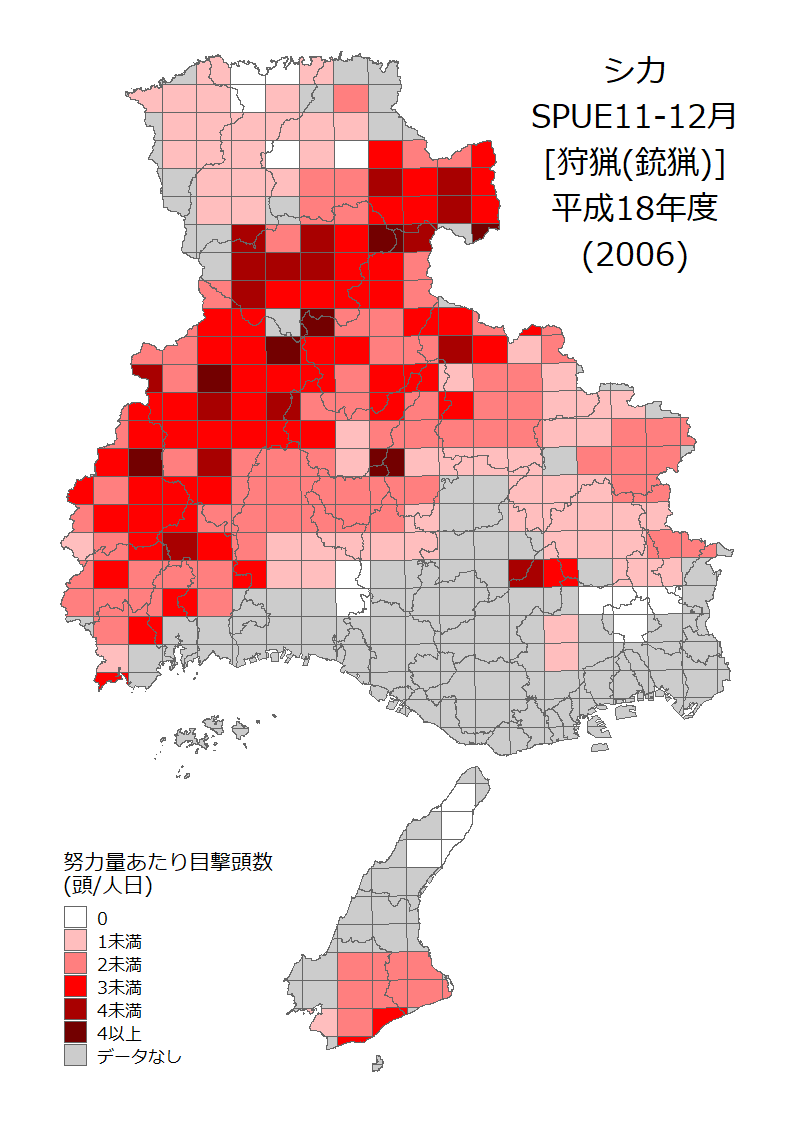 シカ
SPUE11-12月
[狩猟(銃猟)]
平成18年度
(2006)
努力量あたり目撃頭数
(頭/人日)
0
1未満
2未満
3未満
4未満
4以上
データなし